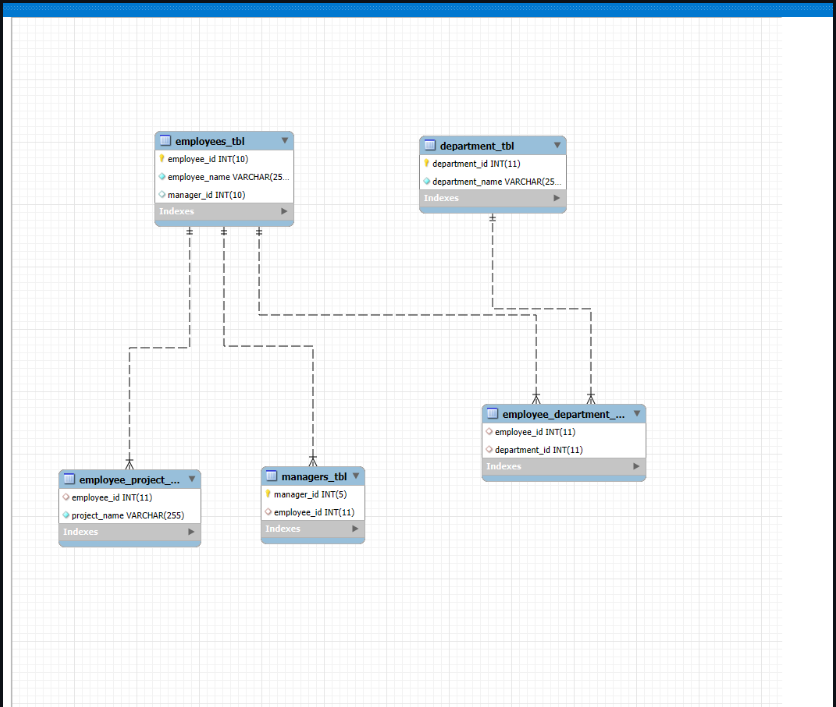 employees_tbl
employee_id INT(10)
employee_name VARCHAR(25...
manager_id INT(10)
Indexes
department_tbl
department_id INT(11)
department_name VARCHAR(25...
Indexes
employee_department_...
employee_id INT(11)
department_id INT(11)
Indexes
employee_project_...
employee_id INT(11)
project_name VARCHAR(255)
Indexes
managers_tbl
manager_id INT(5)
employee_id INT(11)
Indexes